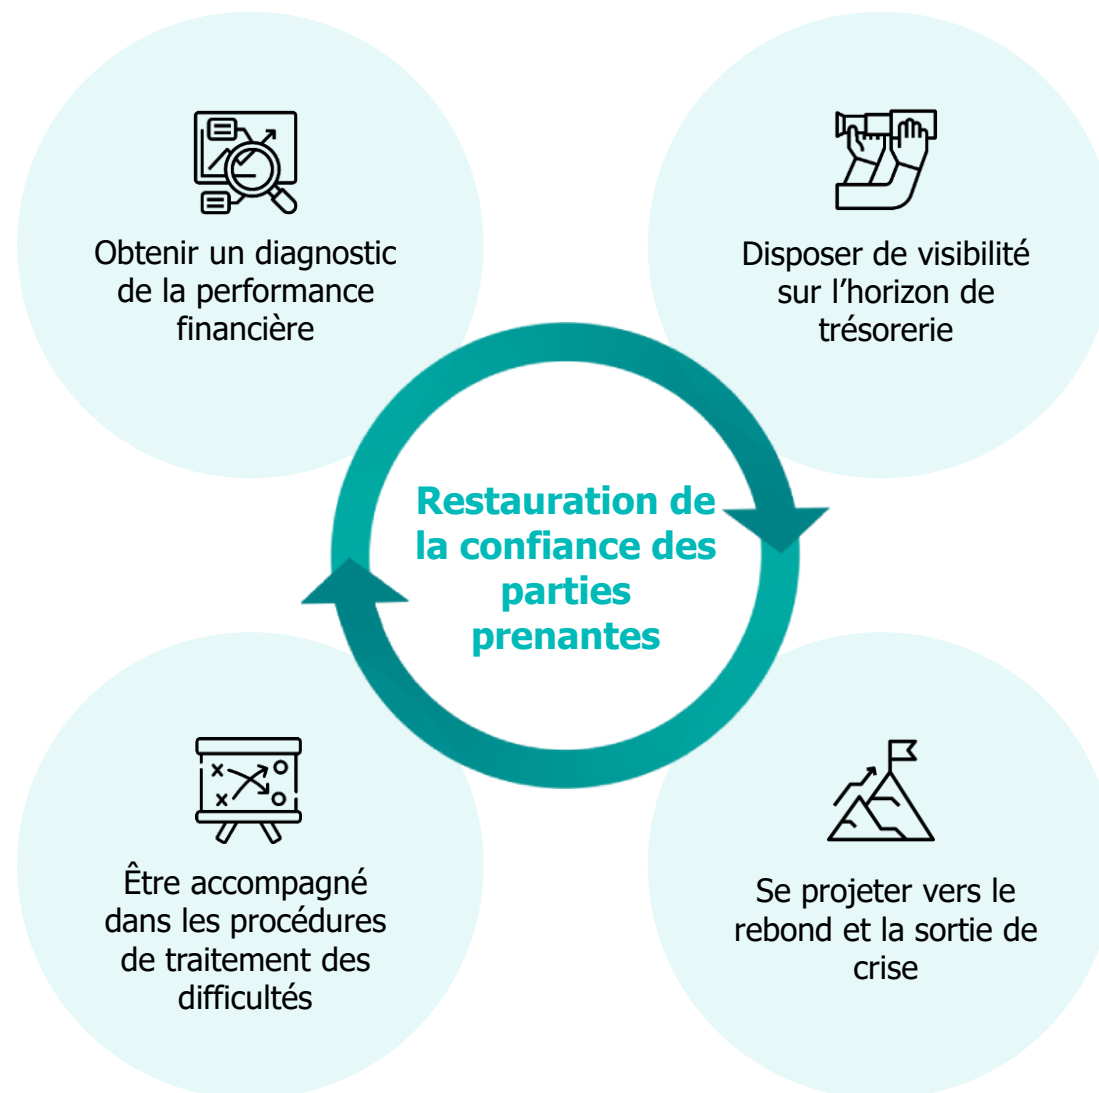 Obtenir un diagnostic
de la performance
financière
Disposer de visibilité
sur l’horizon de
trésorerie
Restauration de
la confiance des
parties
prenantes
Être accompagné
dans les procédures
de traitement des
difficultés
Se projeter vers le
rebond et la sortie de
crise